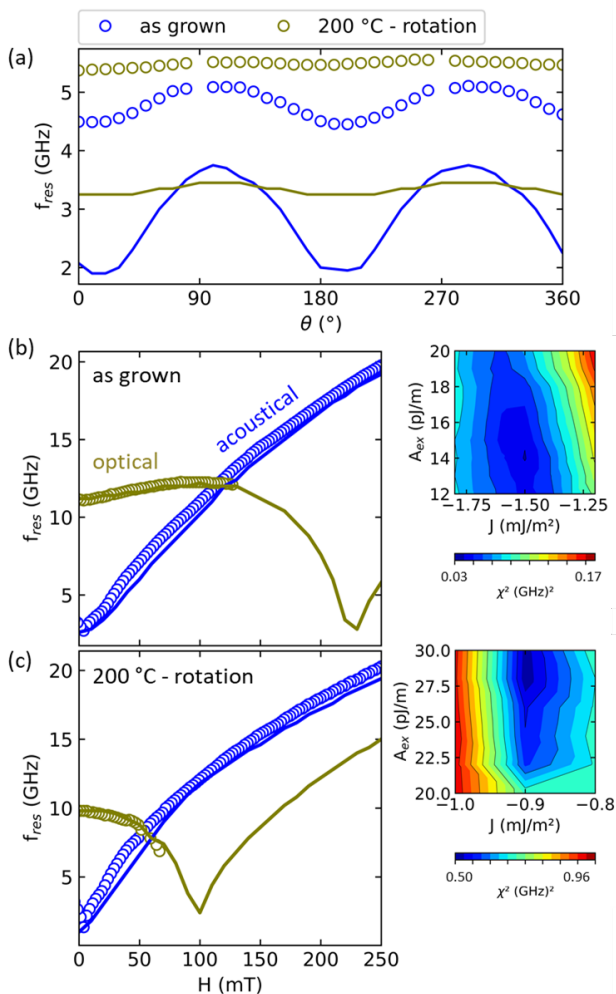 as grown 200 °C - rotation
(a)
5
4
3
2
f_res (GHz)
0 90 180 270 360
θ (°)
(b)
20
15
10
5
f_res (GHz)
as grown
acoustical
optical
20
18
16
14
12
A_ex (pJ/m)
−1.75 −1.50 −1.25
J (mJ/m²)
0.03 0.17
χ² (GHz)²
(c)
20
15
10
5
f_res (GHz)
200 °C - rotation
0 50 100 150 200 250
H (mT)
30.0
27.5
25.0
22.5
20.0
A_ex (pJ/m)
−1.0 −0.9 −0.8
J (mJ/m²)
0.50 0.96
χ² (GHz)²